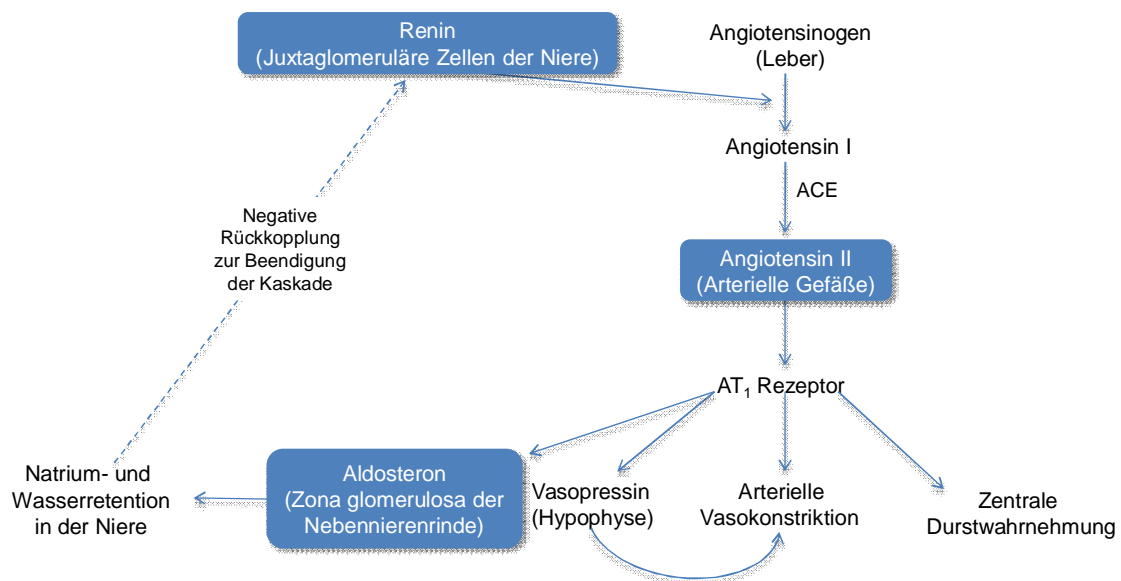 Renin
(Juxtaglomeruläre Zellen der Niere)
Angiotensinogen
(Leber)
Angiotensin I
ACE
Negative
Rückkopplung
zur Beendigung
der Kaskade
Angiotensin II
(Arterielle Gefäße)
AT₁ Rezeptor
Natrium- und
Wasserretention
in der Niere
Aldosteron
(Zona glomerulosa der
Nebennierenrinde)
Vasopressin
(Hypophyse)
Arterielle
Vasokonstriktion
Zentrale
Durstwahrnehmung